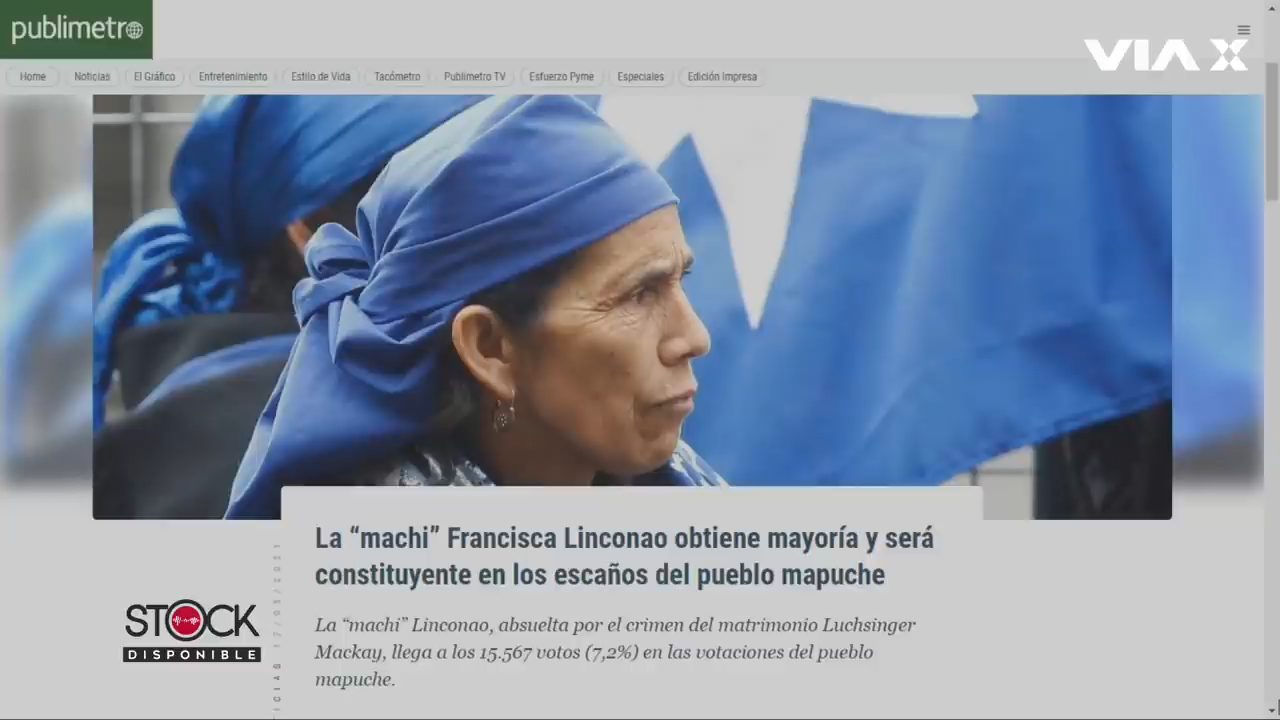 publimetro
VIA X
Home Noticias El Gráfico Entretenimiento Estilo de Vida Tacómetro Publimetro TV Esfuerzo Pyme Especiales Edición Impresa
La “machi” Francisca Linconao obtiene mayoría y será
constituyente en los escaños del pueblo mapuche
La “machi” Linconao, absuelta por el crimen del matrimonio Luchsinger
Mackay, llega a los 15.567 votos (7,2%) en las votaciones del pueblo
mapuche.
STOCK
DISPONIBLE